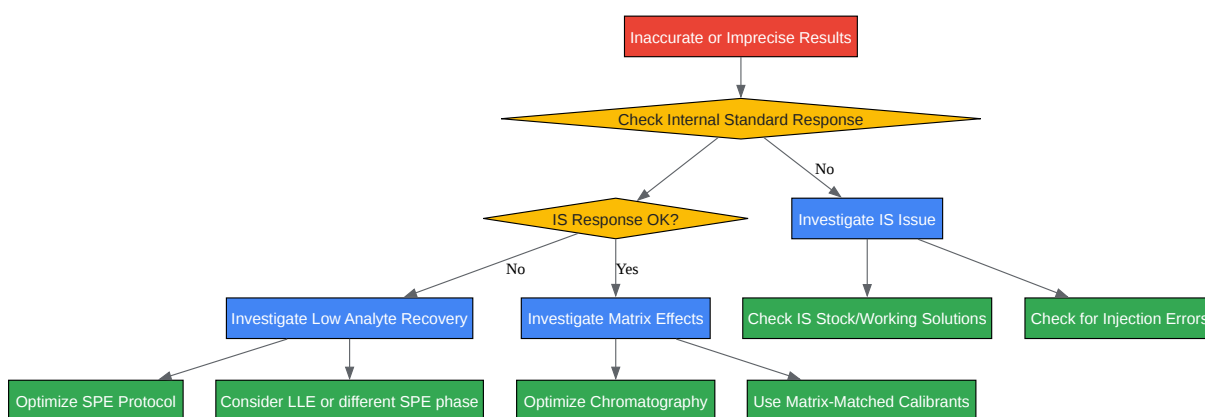 Inaccurate or Imprecise Results
Check Internal Standard Response
No
IS Response OK?
Investigate IS Issue
No
Yes
Investigate Low Analyte Recovery
Investigate Matrix Effects
Check IS Stock/Working Solutions
Check for Injection Errors
Optimize SPE Protocol
Consider LLE or different SPE phase
Optimize Chromatography
Use Matrix-Matched Calibrants